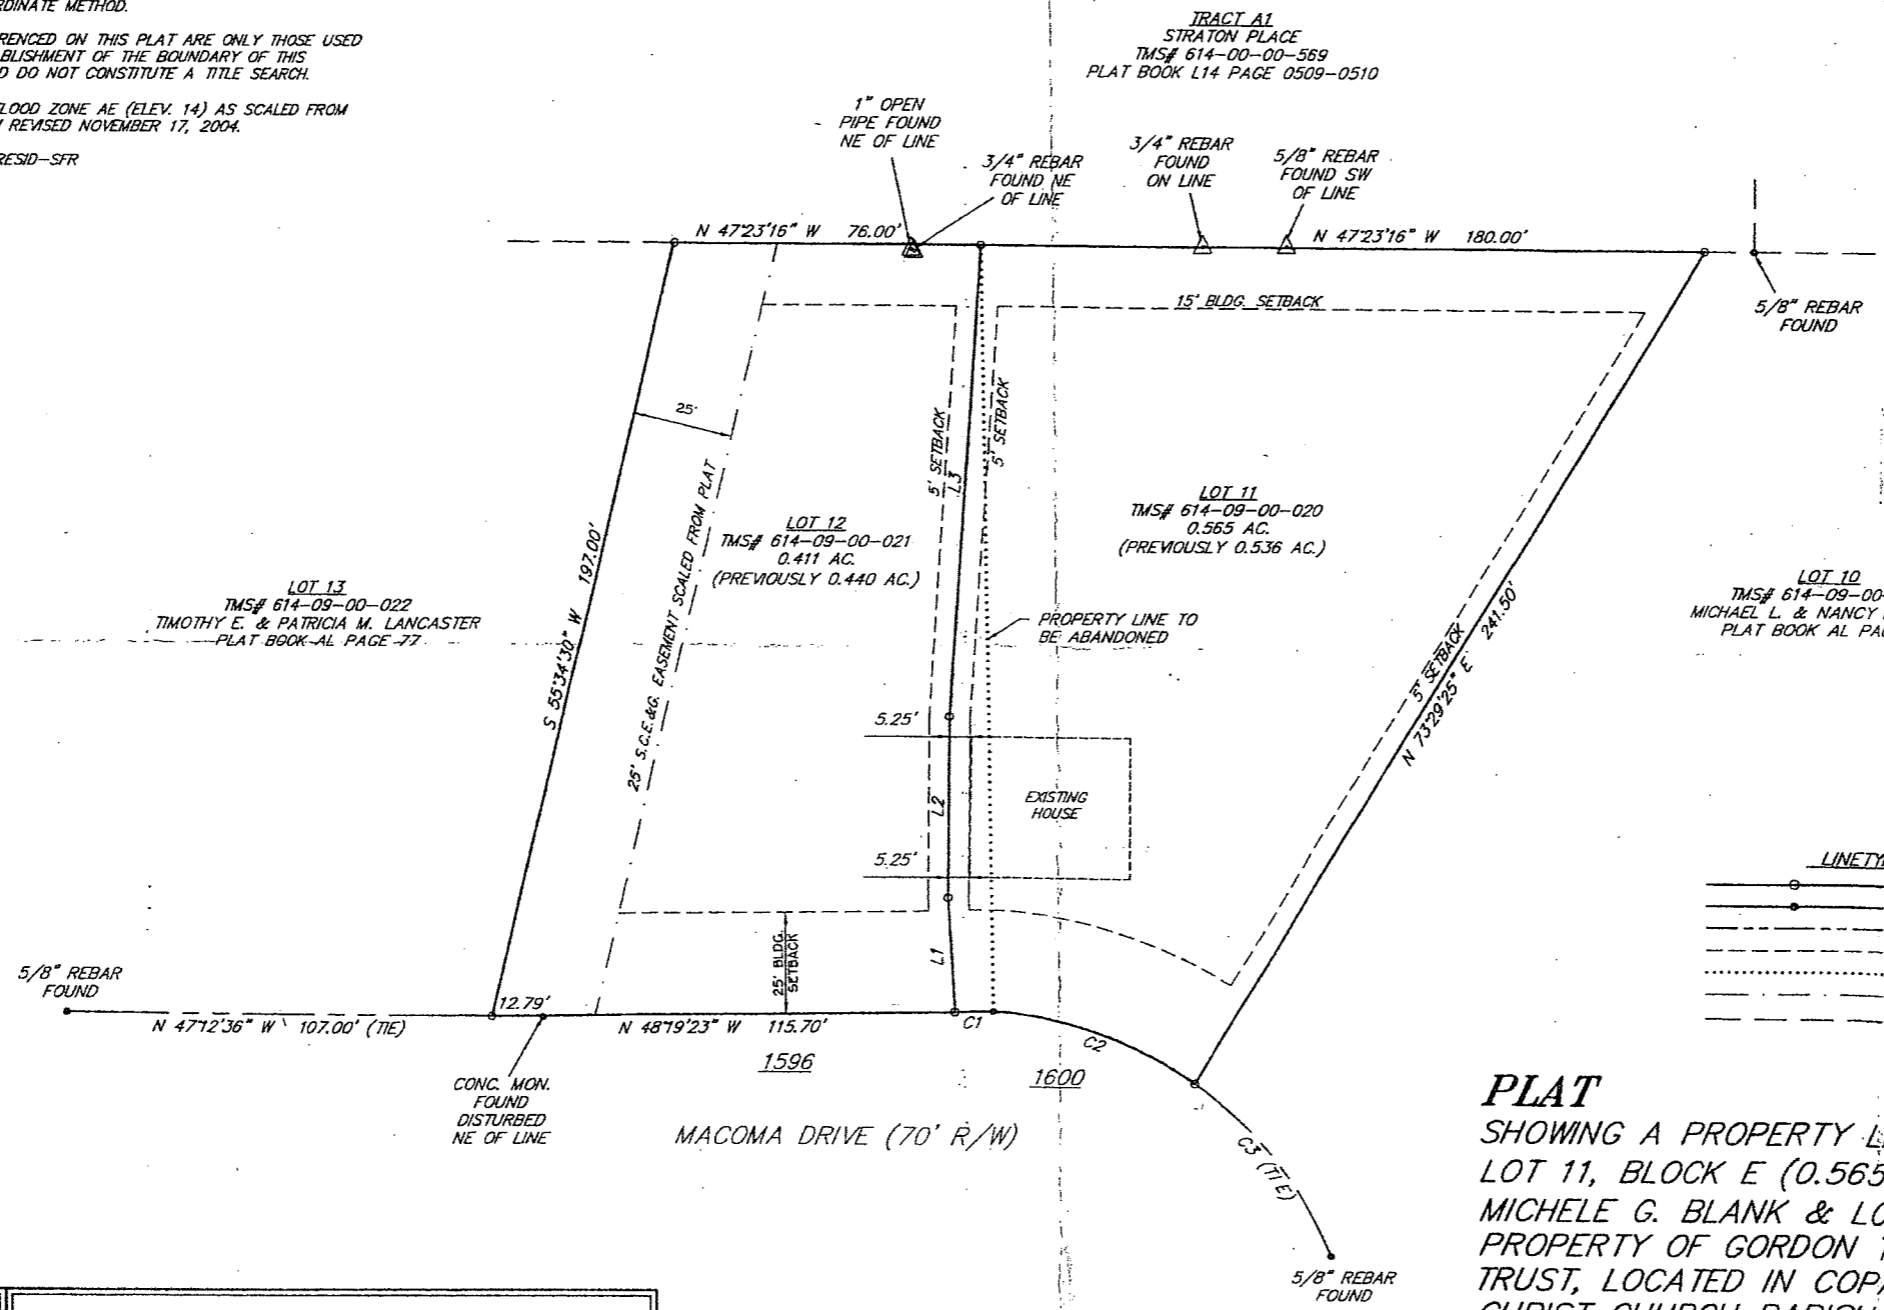 RDINATE METHOD.
RENCED ON THIS PLAT ARE ONLY THOSE USED
BLISHMENT OF THE BOUNDARY OF THIS
D DO NOT CONSTITUTE A TITLE SEARCH.
LOOD ZONE AE (ELEV. 14) AS SCALED FROM
REVISED NOVEMBER 17, 2004.
RESID-SFR
TRACT A1
STRATON PLACE
TMS# 614-00-00-569
PLAT BOOK L14 PAGE 0509-0510
1" OPEN
PIPE FOUND
NE OF LINE
3/4" REBAR
FOUND NE
OF LINE
3/4" REBAR
FOUND
ON LINE
5/8" REBAR
FOUND SW
OF LINE
N 47°23'16" W 76.00'
N 47°23'16" W 180.00'
5/8" REBAR
FOUND
15' BLDG. SETBACK
25'
5' SETBACK
L3
5' SETBACK
LOT 12
TMS# 614-09-00-021
0.411 AC.
(PREVIOUSLY 0.440 AC.)
LOT 11
TMS# 614-09-00-020
0.565 AC.
(PREVIOUSLY 0.536 AC.)
LOT 13
TMS# 614-09-00-022
TIMOTHY E. & PATRICIA M. LANCASTER
PLAT BOOK AL PAGE 77
LOT 10
TMS# 614-09-00-
MICHAEL L. & NANCY
PLAT BOOK AL PA
S 55°34'30" W 197.00'
25' S.C.E.&G. EASEMENT SCALED FROM PLAT
PROPERTY LINE TO
BE ABANDONED
5' SETBACK
N 73°29'25" E 241.50'
5.25'
L2
EXISTING
HOUSE
5.25'
LINETY
25' BLDG.
SETBACK
L1
5/8" REBAR
FOUND
12.79'
N 47°12'36" W 107.00' (TIE)
N 48°19'23" W 115.70'
C1
C2
1596
1600
CONC. MON.
FOUND
DISTURBED
NE OF LINE
MACOMA DRIVE (70' R/W)
C3 (TIE)
5/8" REBAR
FOUND
PLAT
SHOWING A PROPERTY L
LOT 11, BLOCK E (0.565
MICHELE G. BLANK & LO
PROPERTY OF GORDON
TRUST, LOCATED IN COP
CHRIST CHURCH PARISH